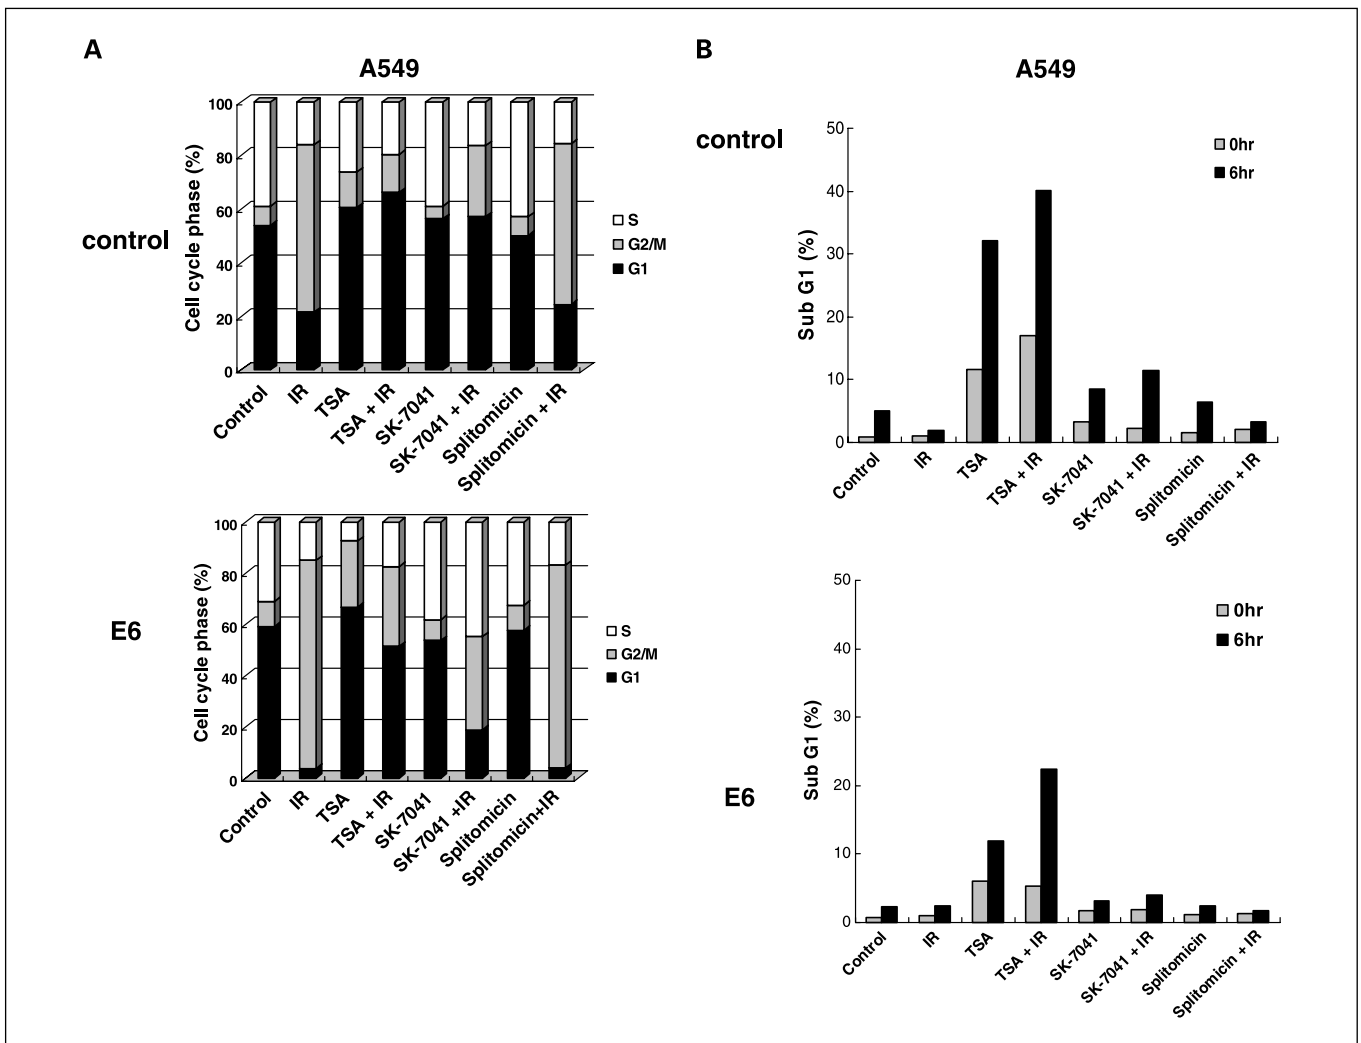 A
A549
control
Cell cycle phase (%)
100
80
60
40
20
0
S
G2/M
G1
Control
IR
TSA
TSA + IR
SK-7041
SK-7041 + IR
Splitomicin
Splitomicin + IR
E6
Cell cycle phase (%)
100
80
60
40
20
0
S
G2/M
G1
Control
IR
TSA
TSA + IR
SK-7041
SK-7041 +IR
Splitomicin
Splitomicin+IR
B
A549
control
Sub G1 (%)
50
40
30
20
10
0
0hr
6hr
Control
IR
TSA
TSA + IR
SK-7041
SK-7041 + IR
Splitomicin
Splitomicin + IR
E6
Sub G1 (%)
50
40
30
20
10
0
0hr
6hr
Control
IR
TSA
TSA + IR
SK-7041
SK-7041 + IR
Splitomicin
Splitomicin + IR